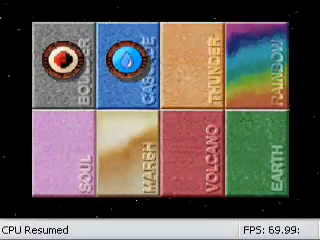 BOULDER
CASCADE
THUNDER
RAINBOW
SOUL
MARSH
VOLCANO
EARTH
CPU Resumed
FPS: 69.99: